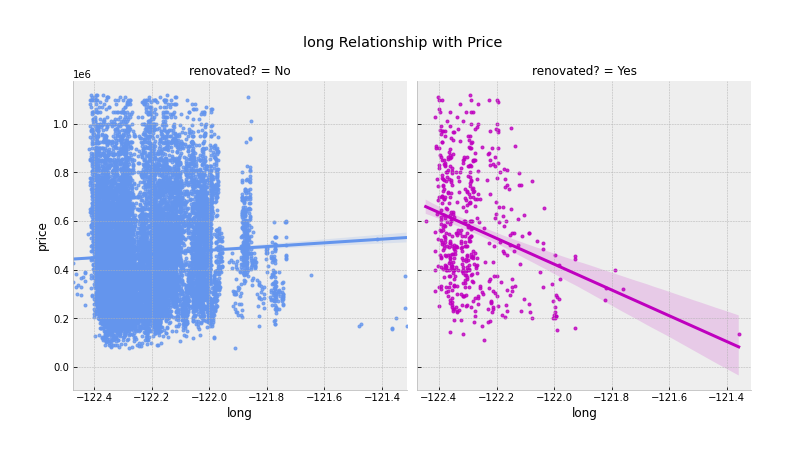 long Relationship with Price
renovated? = No
renovated? = Yes
1e6
price
1.0
0.8
0.6
0.4
0.2
0.0
−122.4 −122.2 −122.0 −121.8 −121.6 −121.4
−122.4 −122.2 −122.0 −121.8 −121.6 −121.4
long
long